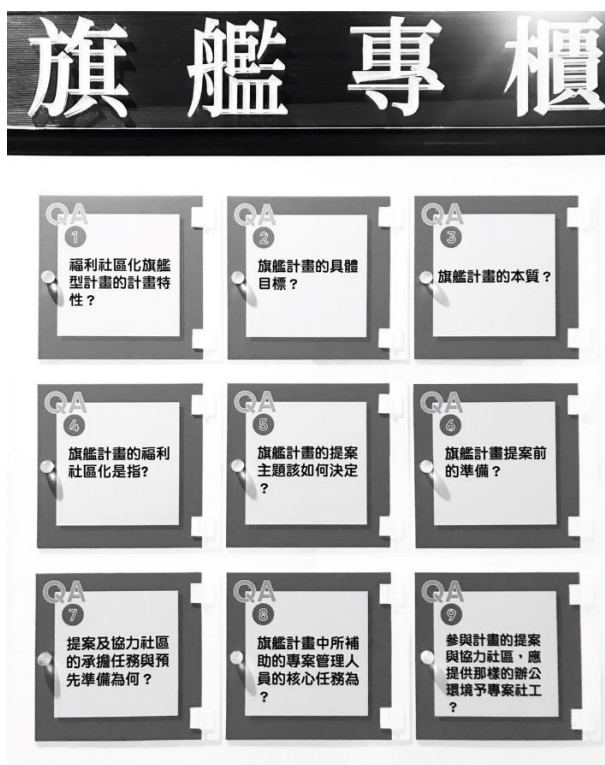 旗艦專櫃
QA
1
福利社區化旗艦
型計畫的計畫特
性？
QA
2
旗艦計畫的具體
目標？
QA
3
旗艦計畫的本質？
QA
4
旗艦計畫的福利
社區化是指?
QA
5
旗艦計畫的提案
主題該如何決定
？
QA
6
旗艦計畫提案前
的準備？
QA
7
提案及協力社區
的承擔任務與預
先準備為何？
QA
8
旗艦計畫中所補
助的專案管理人
員的核心任務為
？
QA
9
參與計畫的提案
與協力社區，應
提供那樣的辦公
環境予專案社工
？